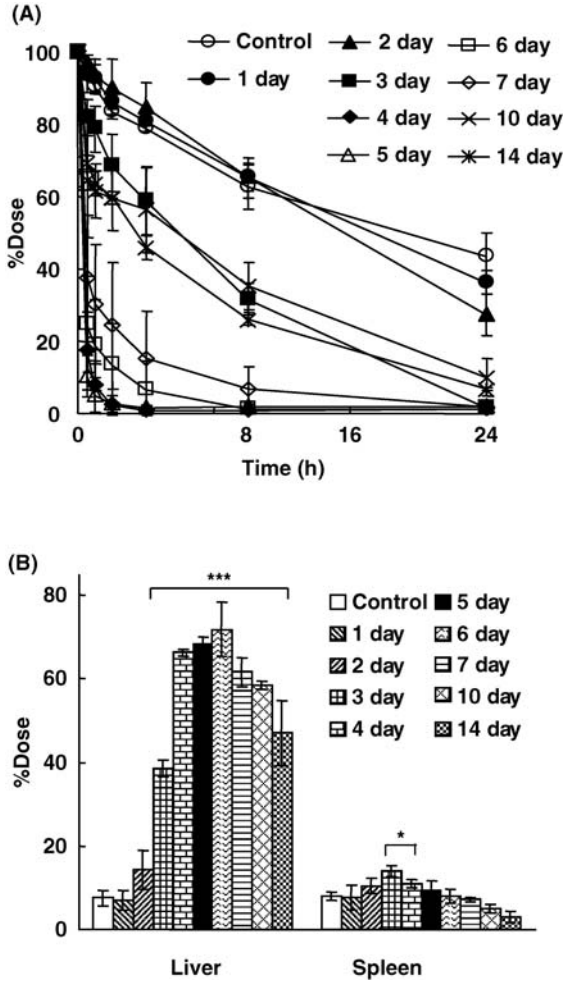 (A)
Control
1 day
2 day
3 day
4 day
5 day
6 day
7 day
10 day
14 day
100
80
60
40
20
0
%Dose
0
8
16
24
Time (h)
(B)
***
*
Control
1 day
2 day
3 day
4 day
5 day
6 day
7 day
10 day
14 day
80
60
40
20
0
%Dose
Liver
Spleen